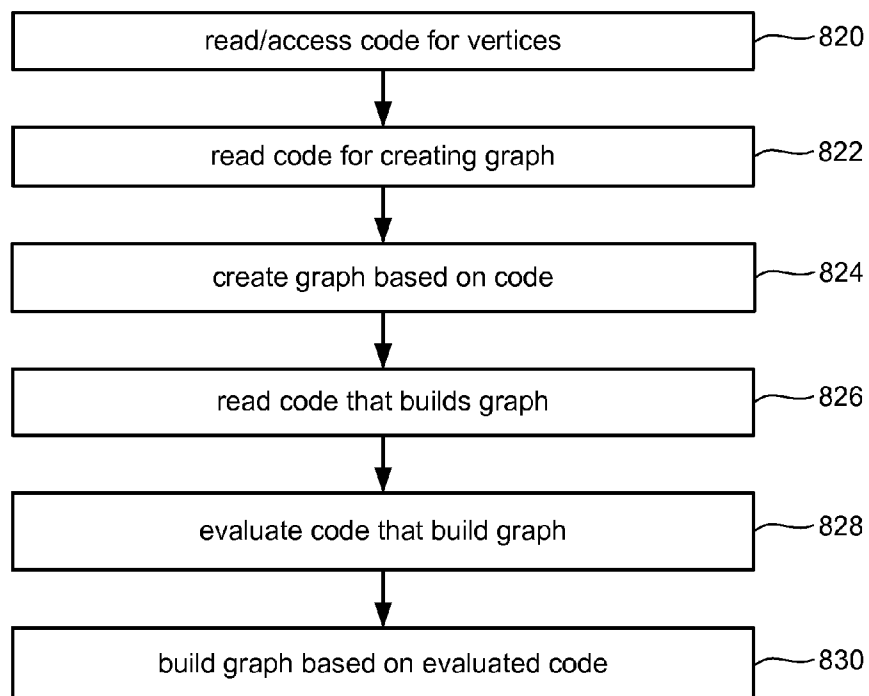 read/access code for vertices 820
read code for creating graph 822
create graph based on code 824
read code that builds graph 826
evaluate code that build graph 828
build graph based on evaluated code 830